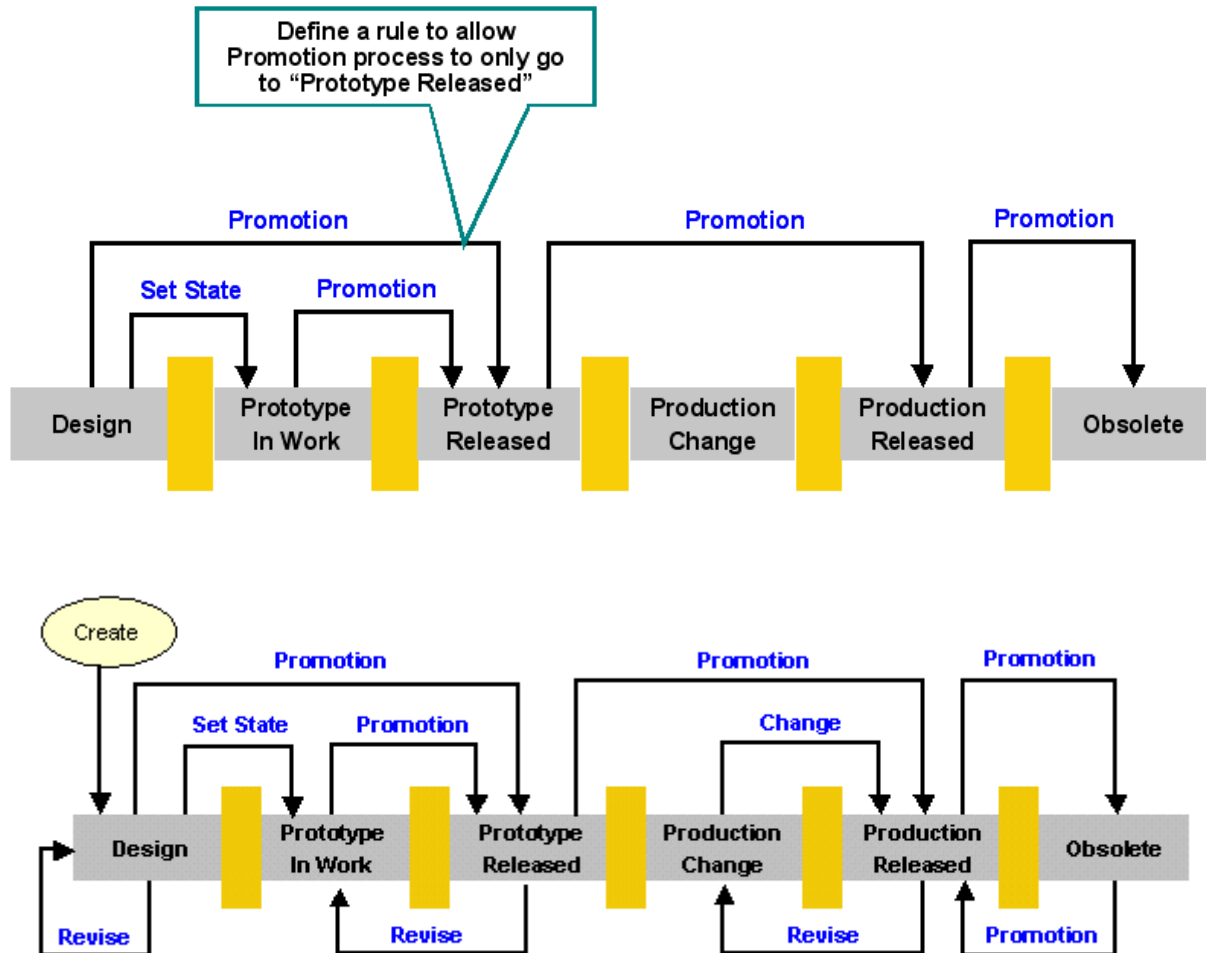 Define a rule to allow
Promotion process to only go
to “Prototype Released”
Promotion
Promotion
Promotion
Set State
Promotion
Design
Prototype
In Work
Prototype
Released
Production
Change
Production
Released
Obsolete
Create
Promotion
Promotion
Promotion
Set State
Promotion
Change
Design
Prototype
In Work
Prototype
Released
Production
Change
Production
Released
Obsolete
Revise
Revise
Revise
Promotion